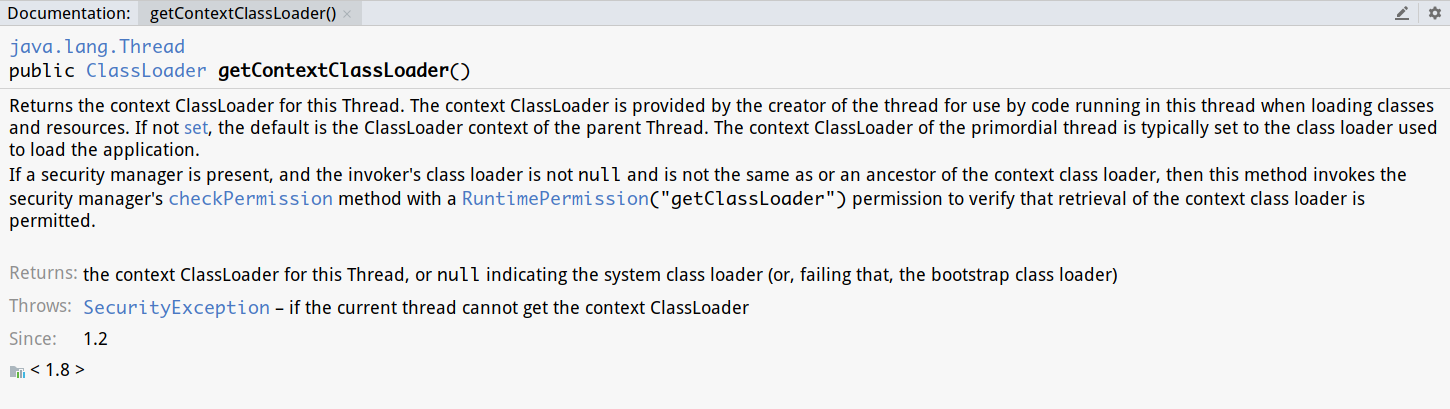 Documentation: getContextClassLoader() ×
java.lang.Thread
public ClassLoader getContextClassLoader()
Returns the context ClassLoader for this Thread. The context ClassLoader is provided by the creator of the thread for use by code running in this thread when loading classes
and resources. If not set, the default is the ClassLoader context of the parent Thread. The context ClassLoader of the primordial thread is typically set to the class loader used
to load the application.
If a security manager is present, and the invoker's class loader is not null and is not the same as or an ancestor of the context class loader, then this method invokes the
security manager's checkPermission method with a RuntimePermission("getClassLoader") permission to verify that retrieval of the context class loader is
permitted.
Returns: the context ClassLoader for this Thread, or null indicating the system class loader (or, failing that, the bootstrap class loader)
Throws: SecurityException – if the current thread cannot get the context ClassLoader
Since: 1.2
< 1.8 >